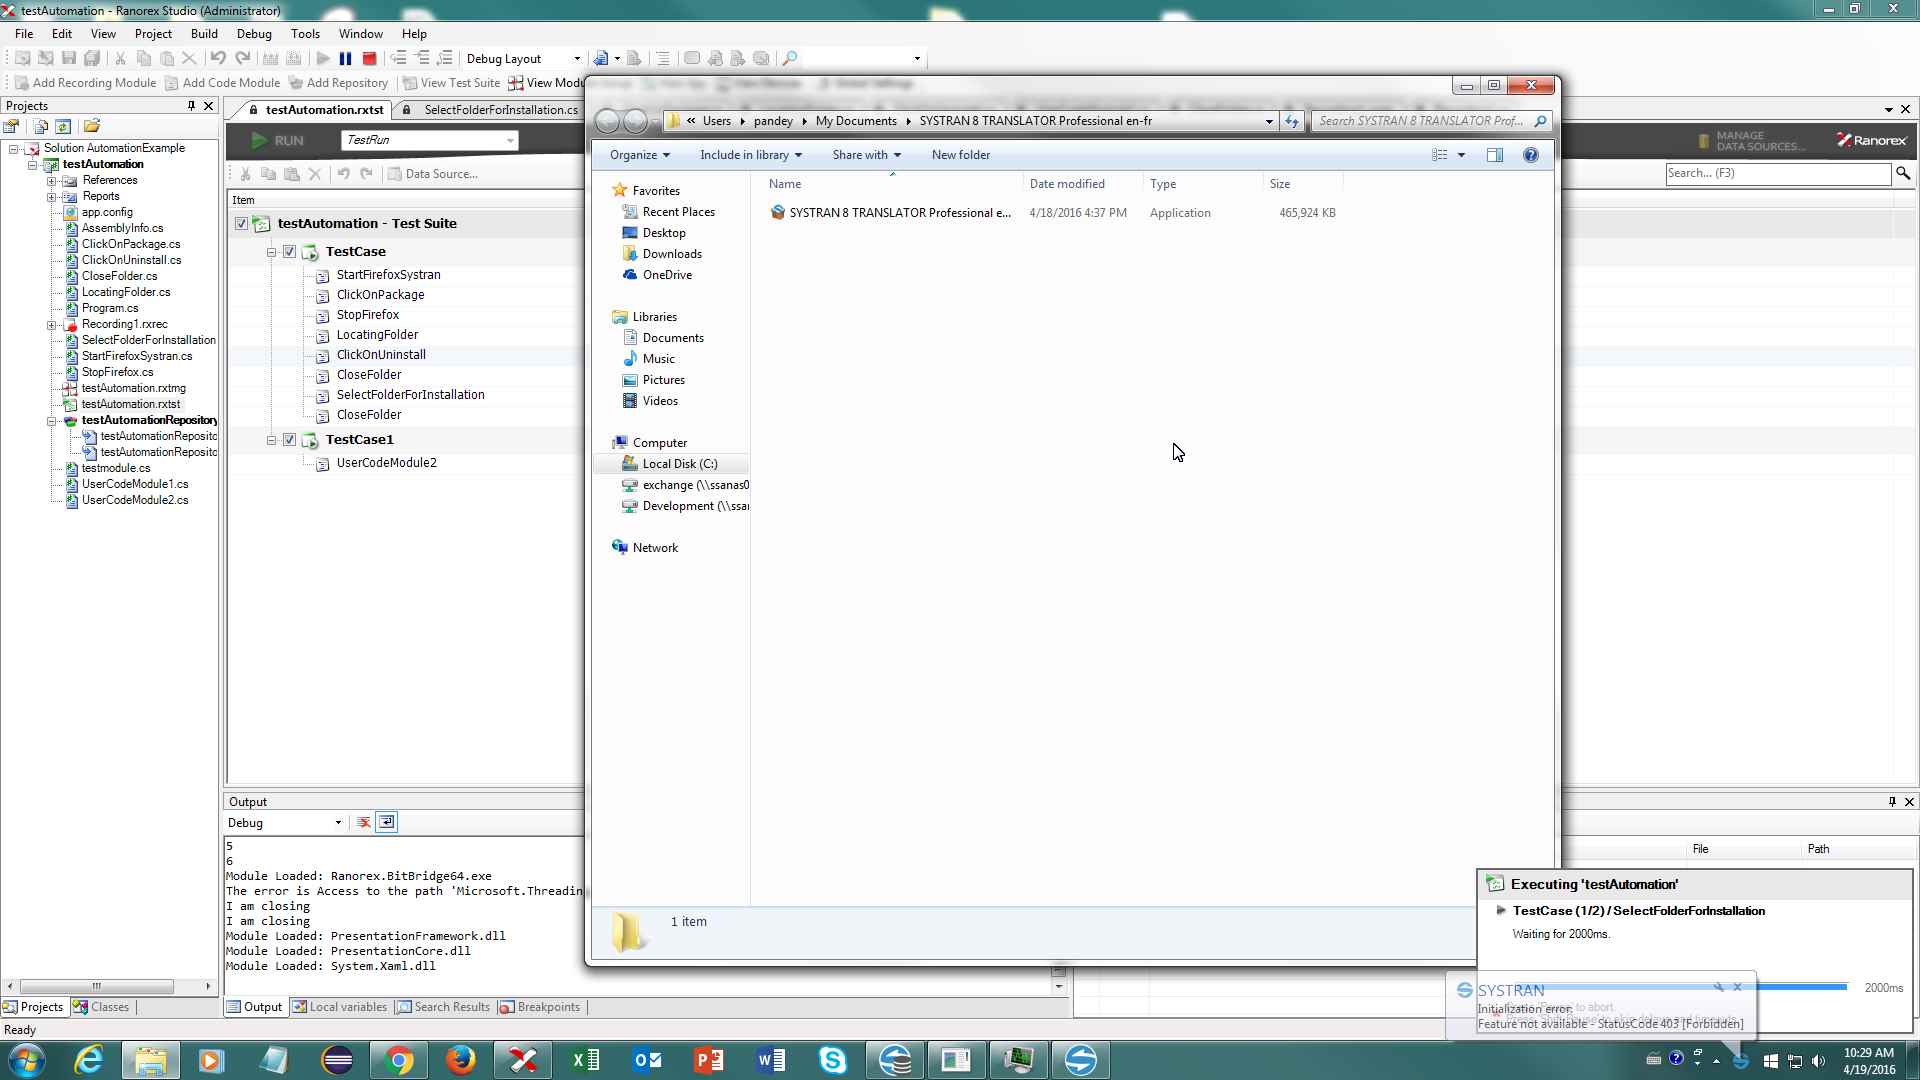 testAutomation - Ranorex Studio (Administrator)
File Edit View Project Build Debug Tools Window Help
Debug Layout
Add Recording Module Add Code Module Add Repository View Test Suite View Modu
Global Settings
Projects
testAutomation.rxtst SelectFolderForInstallation.cs
RUN TestRun
MANAGE
DATA SOURCES...
Ranorex
Data Source...
Search... (F3)
Item
Solution AutomationExample
testAutomation
References
Reports
app.config
AssemblyInfo.cs
ClickOnPackage.cs
ClickOnUninstall.cs
CloseFolder.cs
LocatingFolder.cs
Program.cs
Recording1.rxrec
SelectFolderForInstallation
StartFirefoxSystran.cs
StopFirefox.cs
testAutomation.rxtmg
testAutomation.rxtst
testAutomationRepository
testAutomationReposito
testAutomationReposito
testmodule.cs
UserCodeModule1.cs
UserCodeModule2.cs
testAutomation - Test Suite
TestCase
StartFirefoxSystran
ClickOnPackage
StopFirefox
LocatingFolder
ClickOnUninstall
CloseFolder
SelectFolderForInstallation
CloseFolder
TestCase1
UserCodeModule2
« Users pandey My Documents SYSTRAN 8 TRANSLATOR Professional en-fr
Search SYSTRAN 8 TRANSLATOR Prof...
Organize Include in library Share with New folder
Name Date modified Type Size
SYSTRAN 8 TRANSLATOR Professional e... 4/18/2016 4:37 PM Application 465,924 KB
Favorites
Recent Places
Desktop
Downloads
OneDrive
Libraries
Documents
Music
Pictures
Videos
Computer
Local Disk (C:)
exchange (\\ssanas0
Development (\\ssar
Network
1 item
Output
Debug
5
6
Module Loaded: Ranorex.BitBridge64.exe
The error is Access to the path 'Microsoft.Threadin
I am closing
I am closing
Module Loaded: PresentationFramework.dll
Module Loaded: PresentationCore.dll
Module Loaded: System.Xaml.dll
File Path
Executing 'testAutomation'
TestCase (1/2) / SelectFolderForInstallation
Waiting for 2000ms.
2000ms
SYSTRAN
Initialization error:
Feature not available - StatusCode 403 [Forbidden]
to abort.
Projects Classes
Output Local variables Search Results Breakpoints
Ready
10:29 AM
4/19/2016